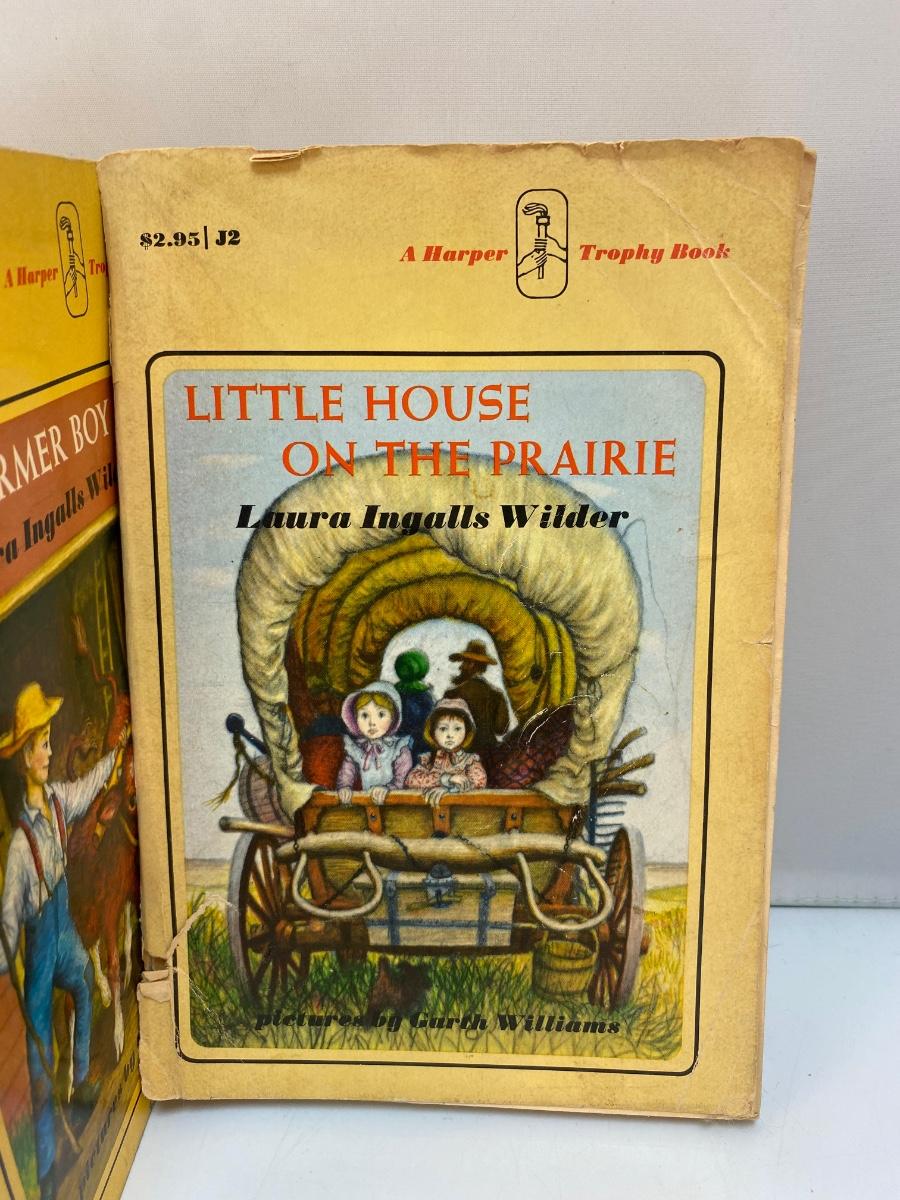 $2.95 | J2
A Harper Trophy Book
LITTLE HOUSE
ON THE PRAIRIE
Laura Ingalls Wilder
pictures by Garth Williams
A Harper
RMER BOY
Ingalls